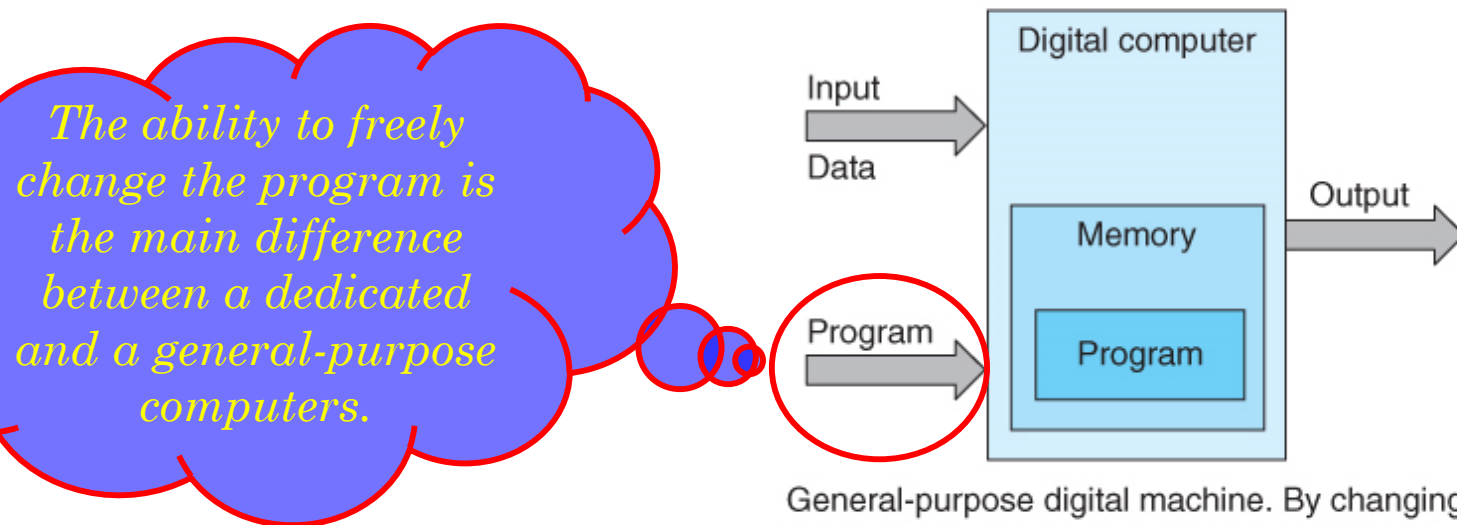 The ability to freely
change the program is
the main difference
between a dedicated
and a general-purpose
computers.
Digital computer
Input
Data
Output
Memory
Program
Program
General-purpose digital machine. By changing